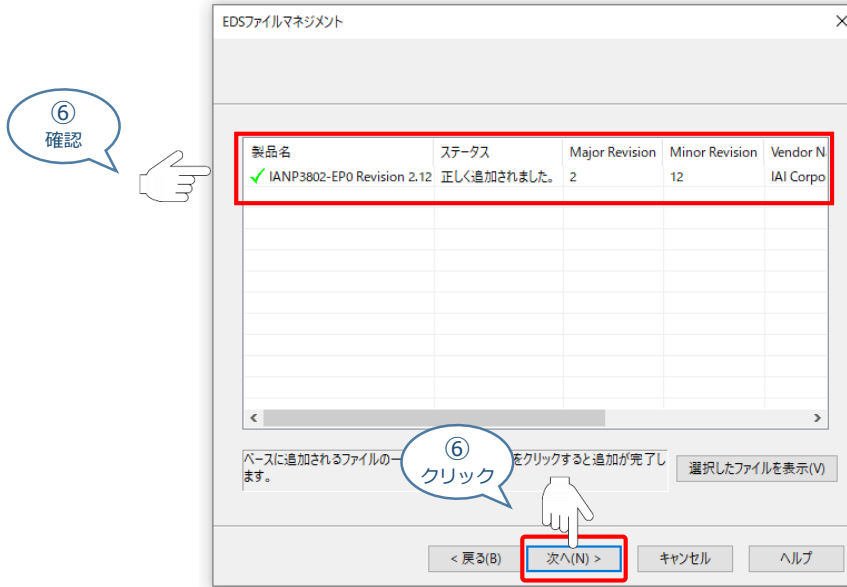 EDSファイルマネジメント
⑥
確認
製品名 ステータス Major Revision Minor Revision Vendor N
IANP3802-EP0 Revision 2.12 正しく追加されました。 2 12 IAI Corpo
ベースに追加されるファイルの一
をクリックすると追加が完了し
ます。
⑥
クリック
選択したファイルを表示(V)
< 戻る(B) 次へ(N) > キャンセル ヘルプ